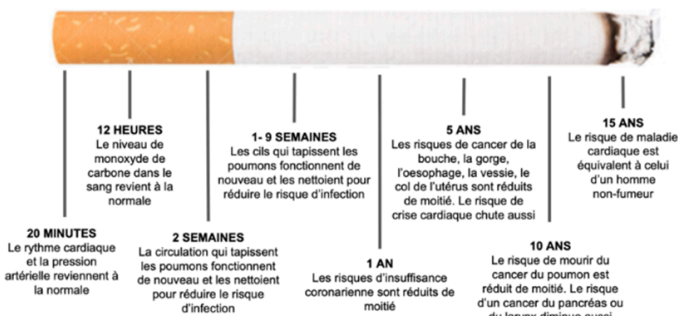 12 HEURES
Le niveau de
monoxyde de
carbone dans le
sang revient à la
normale
1- 9 SEMAINES
Les cils qui tapissent les
poumons fonctionnent de
nouveau et les nettoient pour
réduire le risque d'infection
5 ANS
Les risques de cancer de la
bouche, la gorge,
l'oesophage, la vessie, le
col de l'utérus sont réduits
de moitié. Le risque de
crise cardiaque chute aussi
15 ANS
Le risque de maladie
cardiaque est
équivalent à celui
d'un homme
non-fumeur
20 MINUTES
Le rythme cardiaque
et la pression
artérielle reviennent à
la normale
2 SEMAINES
La circulation qui tapissent
les poumons fonctionnent
de nouveau et les nettoient
pour réduire le risque
d'infection
1 AN
Les risques d'insuffisance
coronarienne sont réduits de
moitié
10 ANS
Le risque de mourir du
cancer du poumon est
réduit de moitié. Le risque
d'un cancer du pancréas ou
du larynx diminue aussi